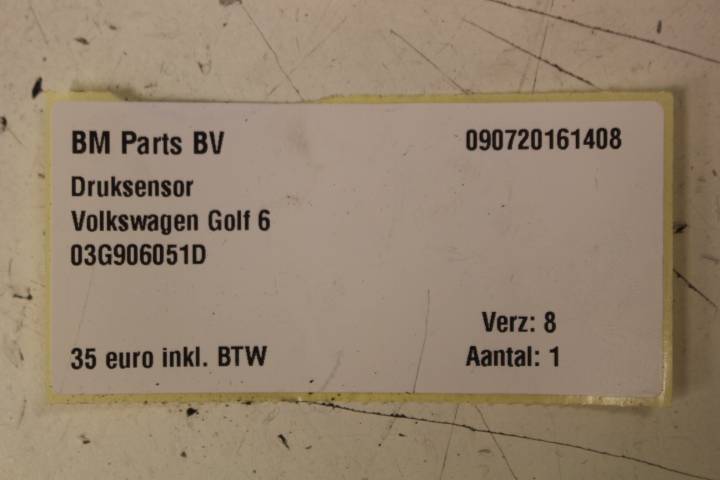 BM Parts BV 090720161408
Druksensor
Volkswagen Golf 6
03G906051D
Verz: 8
35 euro inkl. BTW Aantal: 1